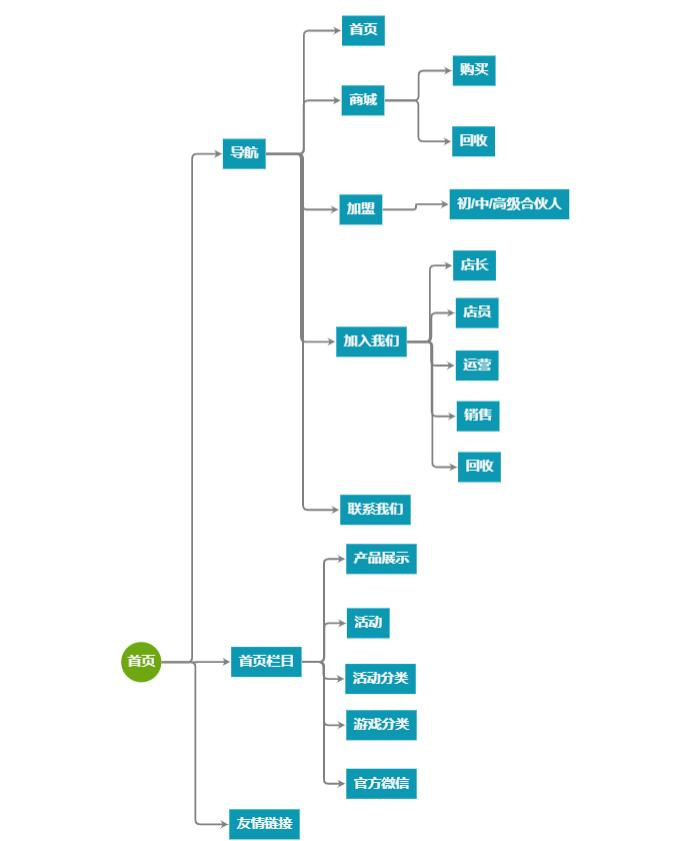 首页
商城
购买
回收
导航
加盟
初/中/高级合伙人
加入我们
店长
店员
运营
销售
回收
联系我们
产品展示
活动
首页
首页栏目
活动分类
游戏分类
官方微信
友情链接